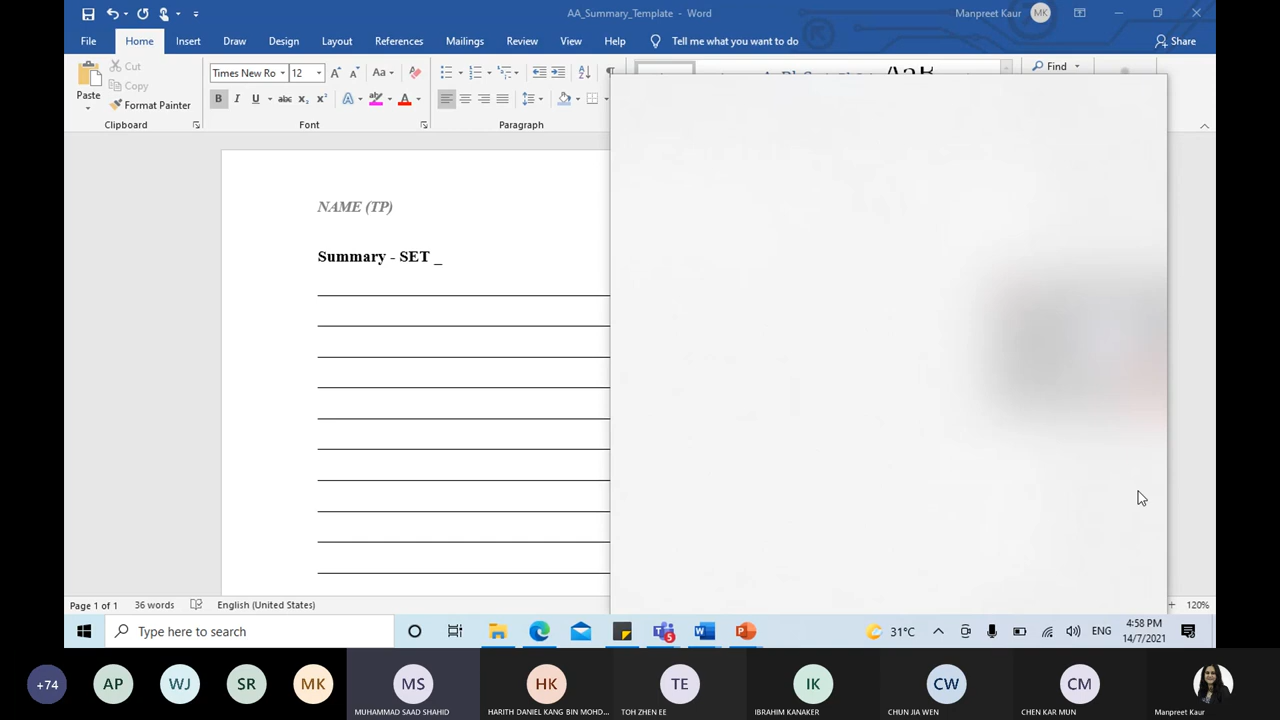 AA_Summary_Template - Word
Manpreet Kaur MK
File Home Insert Draw Design Layout References Mailings Review View Help Tell me what you want to do Share
Paste
Cut
Copy
Format Painter
Clipboard
Times New Ro 12
Aa
B I U abc x₂ x² A A
Font
Paragraph
Find
NAME (TP)
Summary - SET _
Page 1 of 1 36 words English (United States) 120%
Type here to search
5
31°C
ENG
4:58 PM
14/7/2021
+74 AP WJ SR MK MS HK TE IK CW CM
MUHAMMAD SAAD SHAHID HARITH DANIEL KANG BIN MOHD... TOH ZHEN EE IBRAHIM KANAKER CHUN JIA WEN CHEN KAR MUN Manpreet Kaur